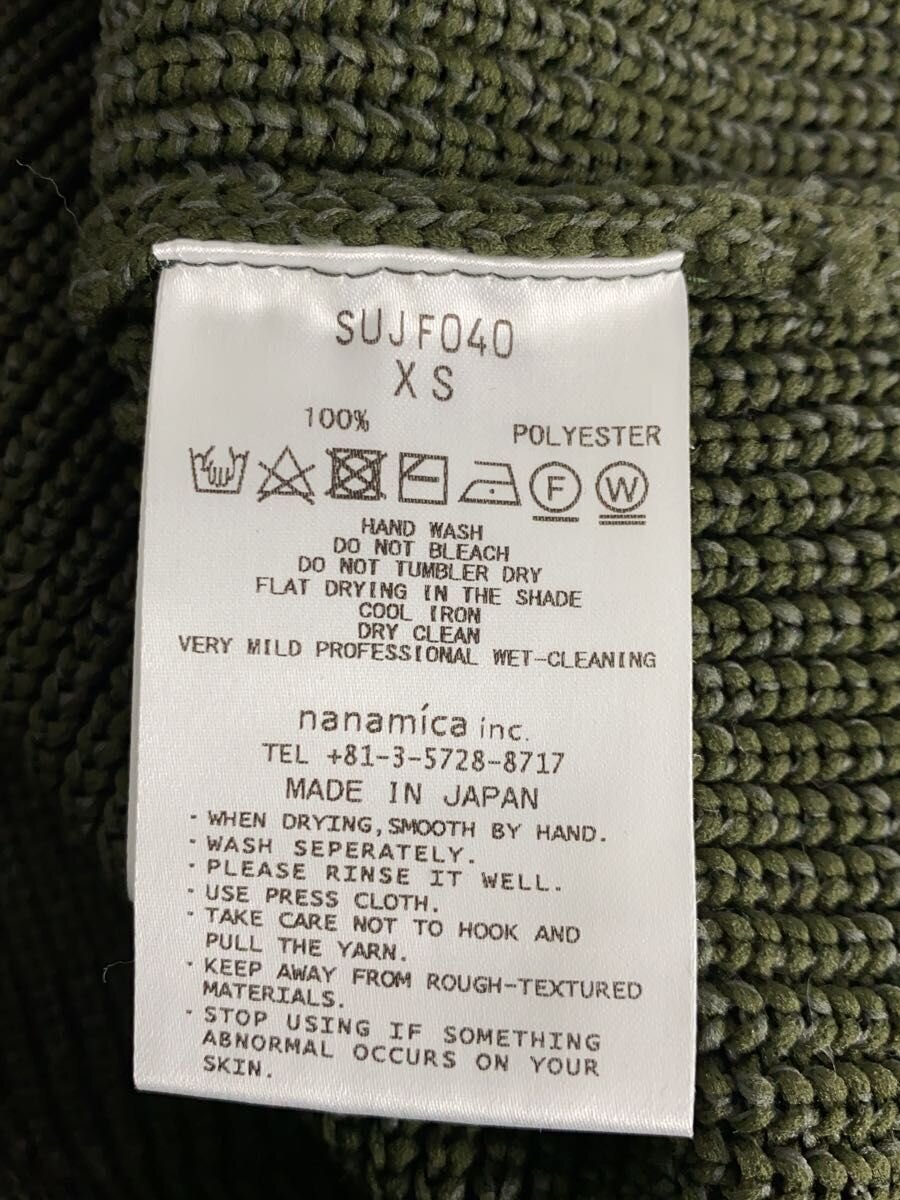 SUJF040
XS
100% POLYESTER
F W
HAND WASH
DO NOT BLEACH
DO NOT TUMBLER DRY
FLAT DRYING IN THE SHADE
COOL IRON
DRY CLEAN
VERY MILD PROFESSIONAL WET-CLEANING
nanamica inc.
TEL +81-3-5728-8717
MADE IN JAPAN
・WHEN DRYING,SMOOTH BY HAND.
・WASH SEPERATELY.
・PLEASE RINSE IT WELL.
・USE PRESS CLOTH.
・TAKE CARE NOT TO HOOK AND
PULL THE YARN.
・KEEP AWAY FROM ROUGH-TEXTURED
MATERIALS.
・STOP USING IF SOMETHING
ABNORMAL OCCURS ON YOUR
SKIN.